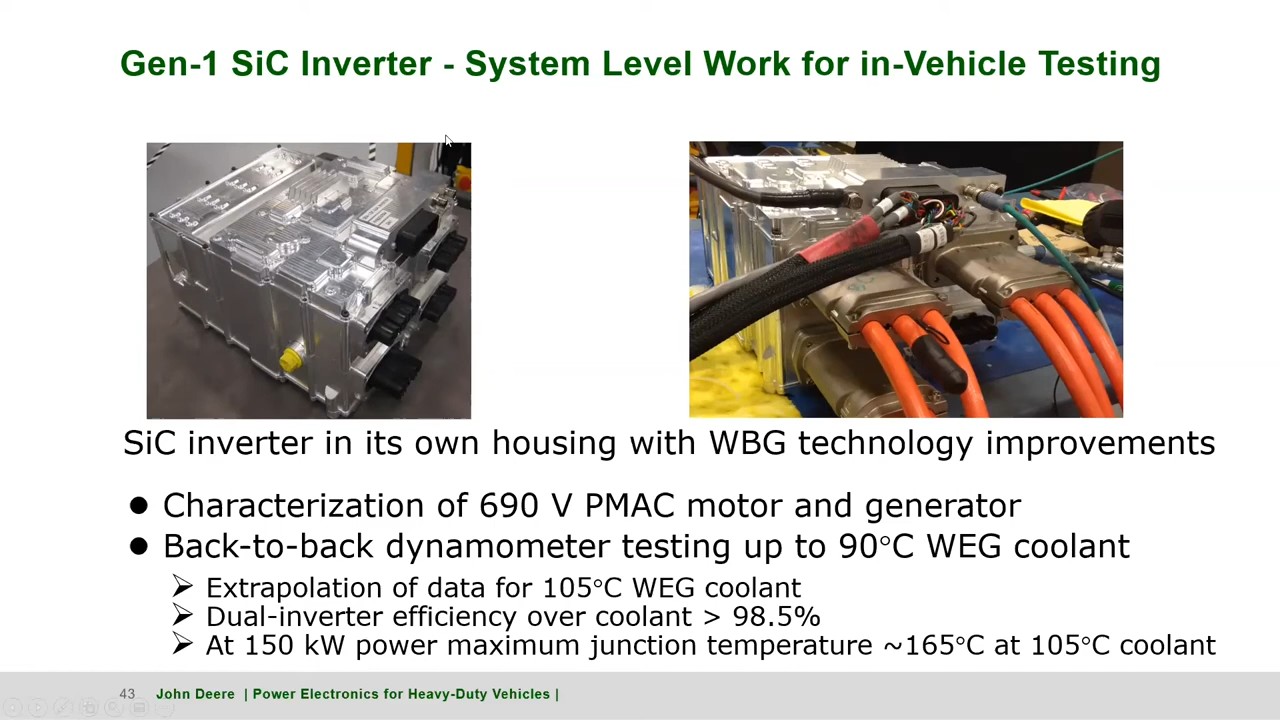 Gen-1 SiC Inverter - System Level Work for in-Vehicle Testing
SiC inverter in its own housing with WBG technology improvements
● Characterization of 690 V PMAC motor and generator
● Back-to-back dynamometer testing up to 90°C WEG coolant
➢ Extrapolation of data for 105°C WEG coolant
➢ Dual-inverter efficiency over coolant > 98.5%
➢ At 150 kW power maximum junction temperature ~165°C at 105°C coolant
43 John Deere | Power Electronics for Heavy-Duty Vehicles |